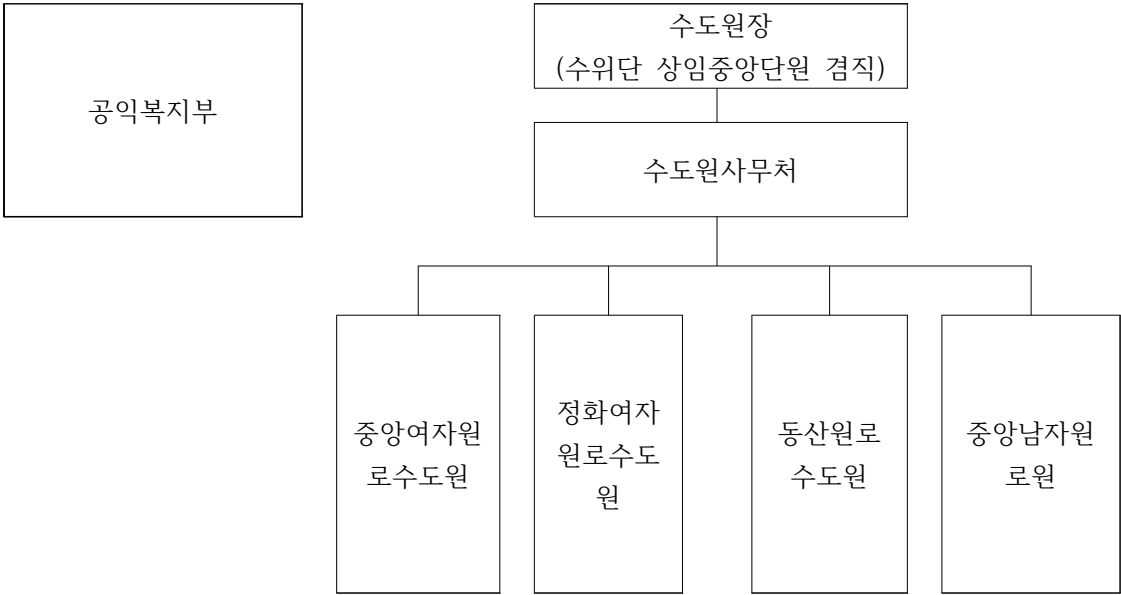 수도원장
(수위단 상임중앙단원 겸직)
공익복지부
수도원사무처
중앙여자원
로수도원
정화여자
원로수도
원
동산원로
수도원
중앙남자원
로원